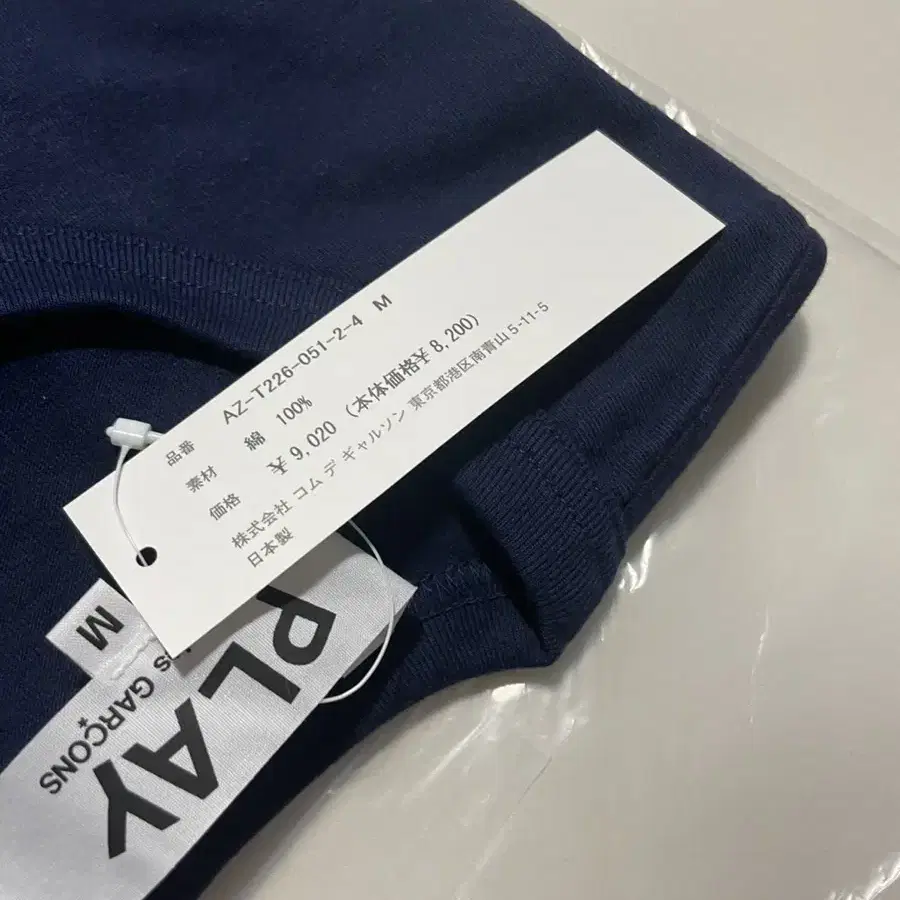 品番 AZ-T226-051-2-4 M
素材 綿 100%
価格 ¥ 9,020 (本体価格¥ 8,200)
株式会社 コム デ ギャルソン 東京都港区南青山5-11-5
日本製
M
PLAY
GARÇONS